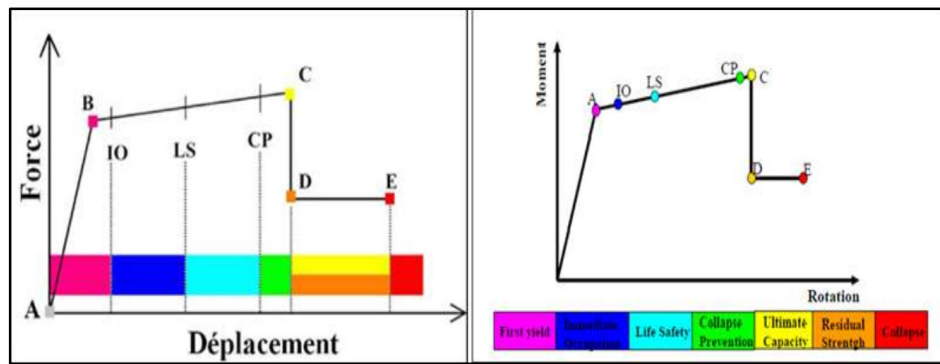 Force
B
C
IO
LS
CP
D
E
A
Déplacement
Moment
A
IO
LS
CP
C
D
E
Rotation
First yield
Immediate
Occupation
Life Safety
Collapse
Prevention
Ultimate
Capacity
Residual
Strentgh
Collapse